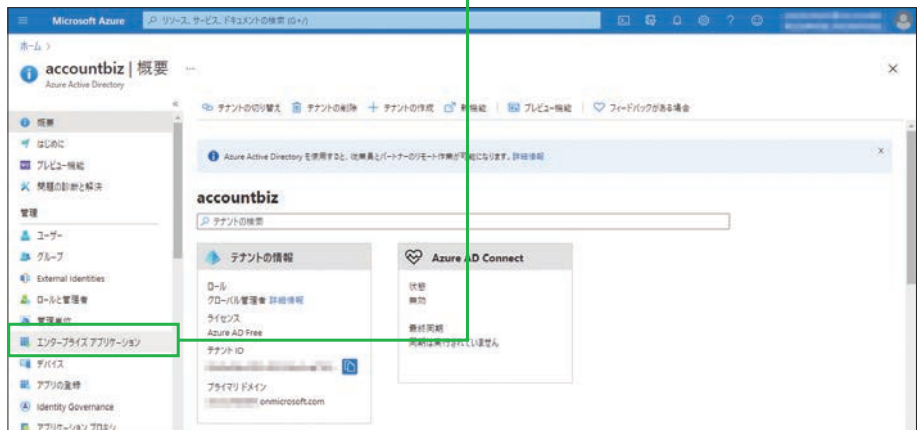 Microsoft Azure
リソース、サービス、ドキュメントの検索 (G+/)
ホーム >
accountbiz | 概要 …
Azure Active Directory
テナントの切り替え テナントの削除 + テナントの作成 新機能 プレビュー機能 フィードバックがある場合
概要
はじめに
プレビュー機能
問題の診断と解決
管理
ユーザー
グループ
External Identities
ロールと管理者
管理単位
エンタープライズ アプリケーション
デバイス
アプリの登録
Identity Governance
アプリケーション プロキシ
Azure Active Directory を使用すると、従業員とパートナーのリモート作業が可能になります。詳細情報
accountbiz
テナントの検索
テナントの情報
ロール
グローバル管理者 詳細情報
ライセンス
Azure AD Free
テナント ID
プライマリ ドメイン
onmicrosoft.com
Azure AD Connect
状態
無効
最終同期
同期は実行されていません